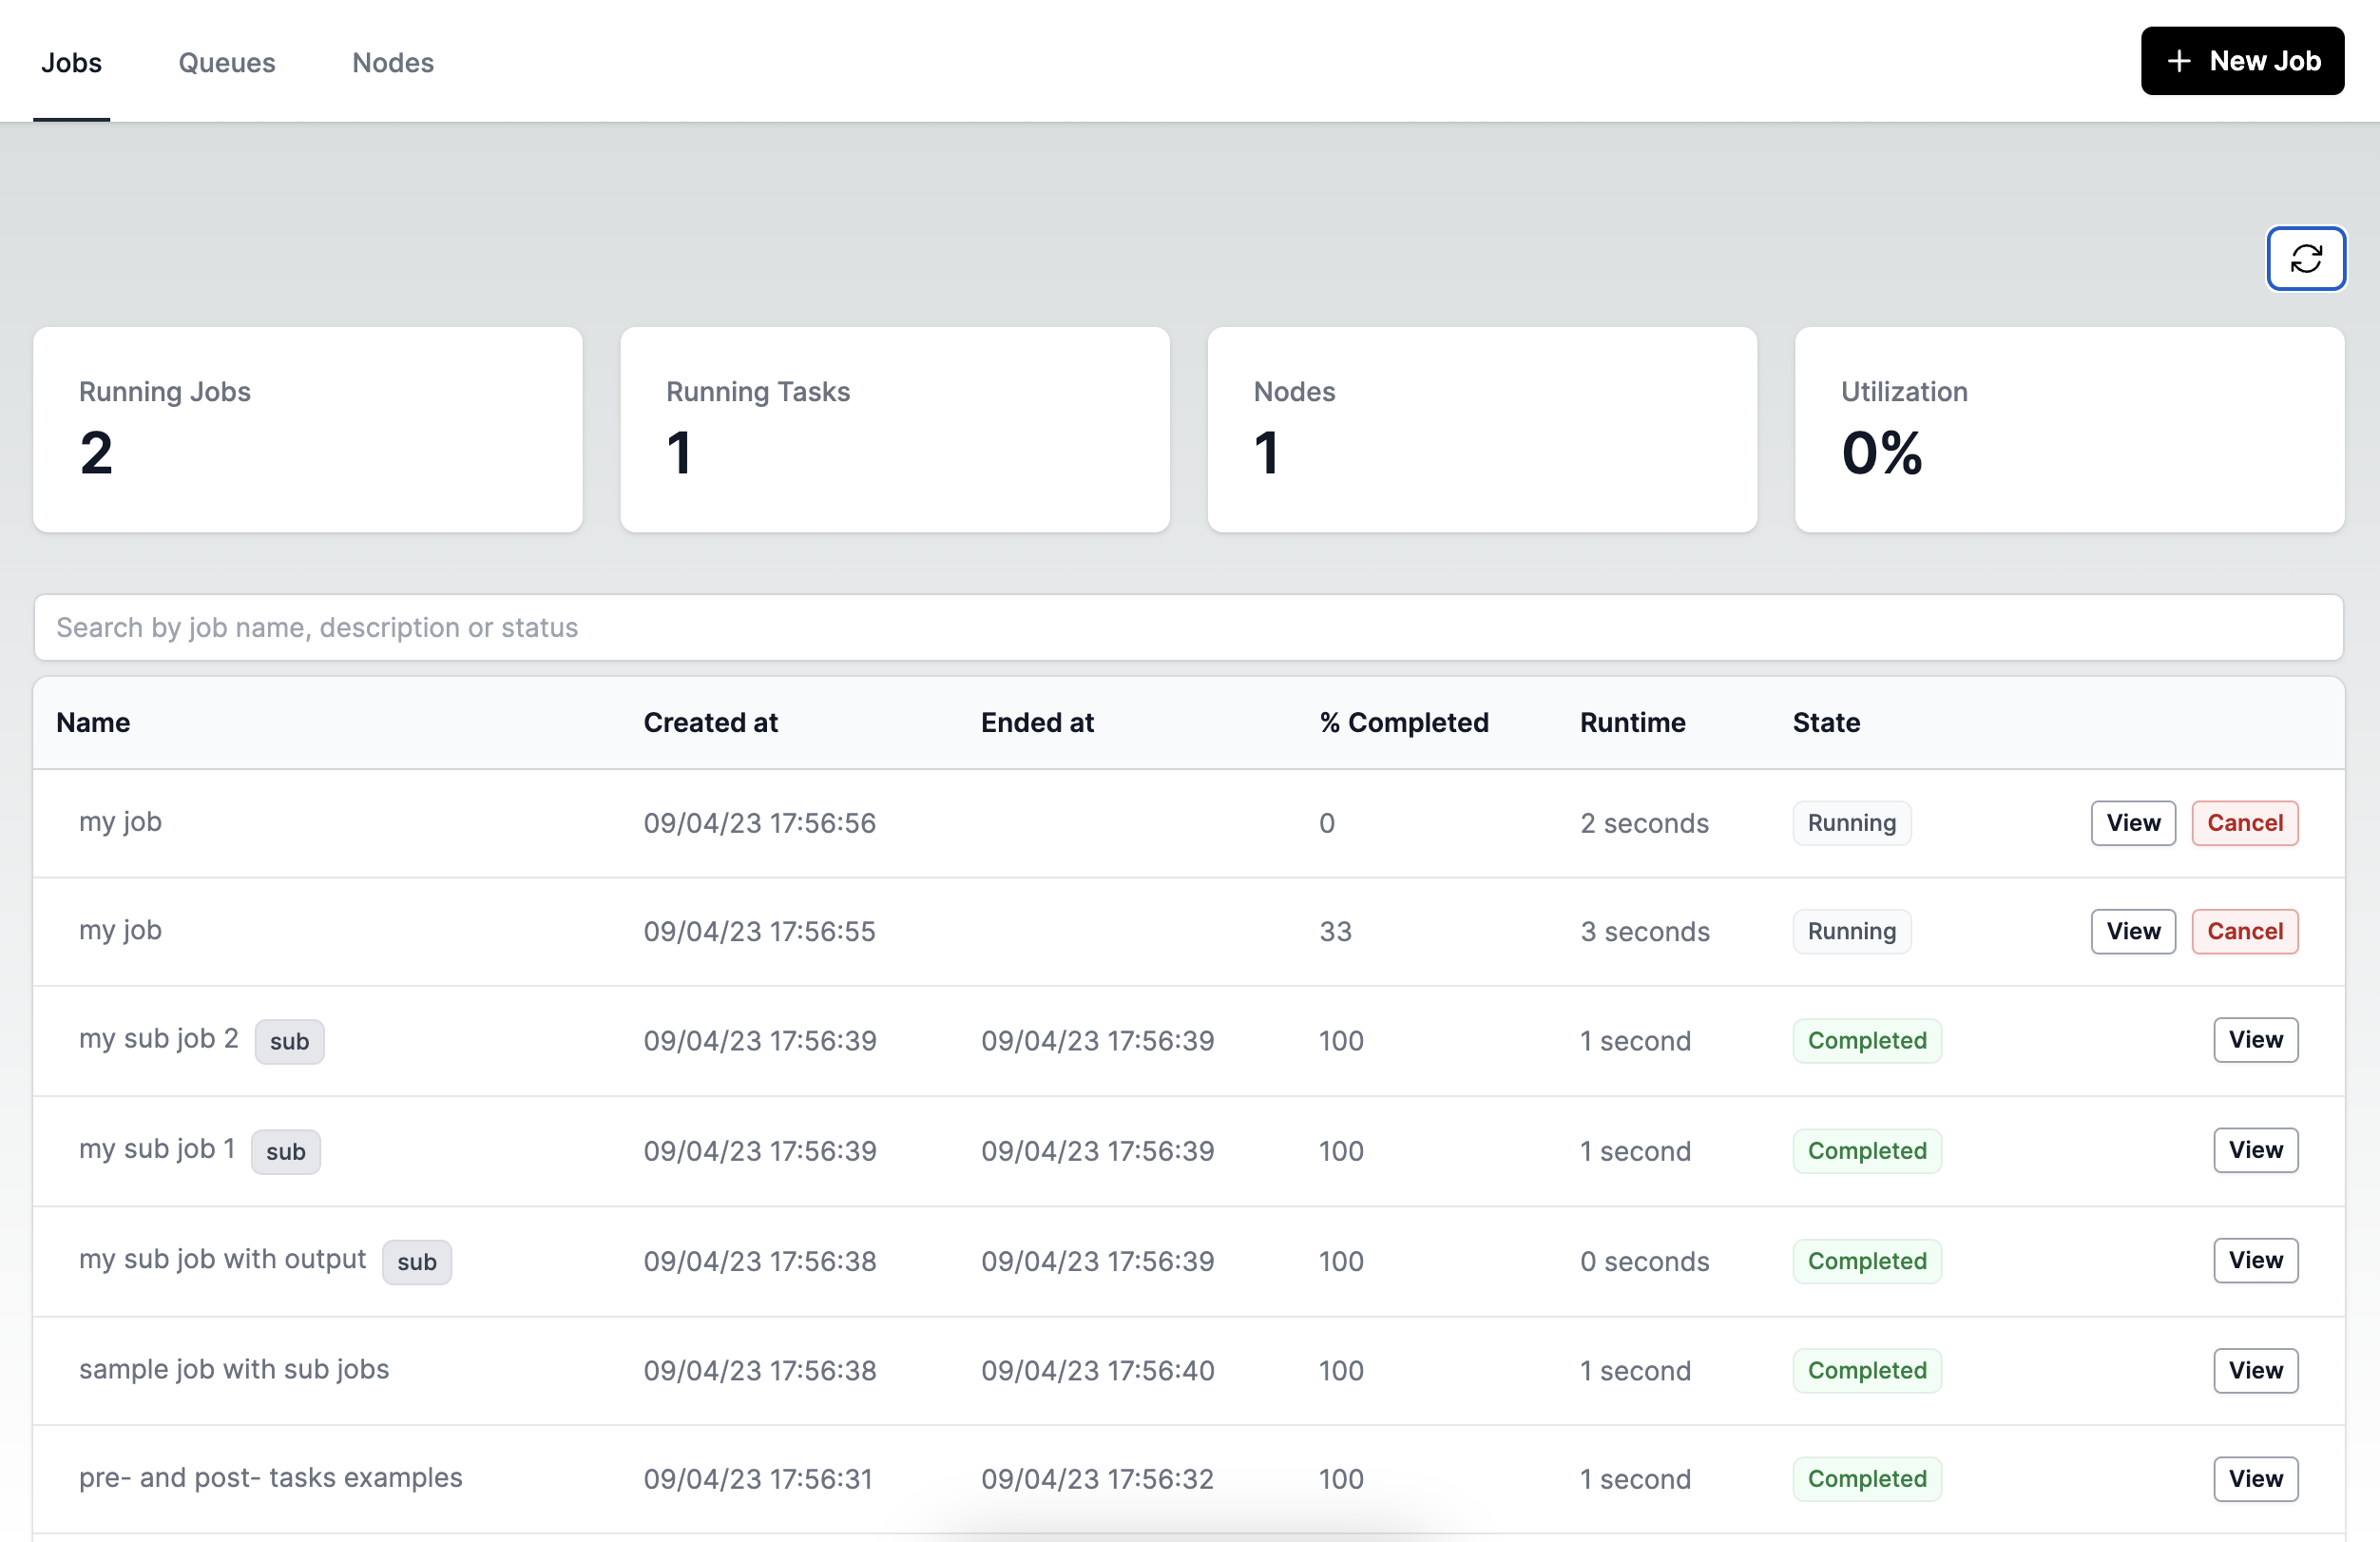 Jobs Queues Nodes + New Job
Running Jobs Running Tasks Nodes Utilization
2 1 1 0%
Search by job name, description or status
Name Created at Ended at % Completed Runtime State
my job 09/04/23 17:56:56 0 2 seconds Running View Cancel
my job 09/04/23 17:56:55 33 3 seconds Running View Cancel
my sub job 2 sub 09/04/23 17:56:39 09/04/23 17:56:39 100 1 second Completed View
my sub job 1 sub 09/04/23 17:56:39 09/04/23 17:56:39 100 1 second Completed View
my sub job with output sub 09/04/23 17:56:38 09/04/23 17:56:39 100 0 seconds Completed View
sample job with sub jobs 09/04/23 17:56:38 09/04/23 17:56:40 100 1 second Completed View
pre- and post- tasks examples 09/04/23 17:56:31 09/04/23 17:56:32 100 1 second Completed View